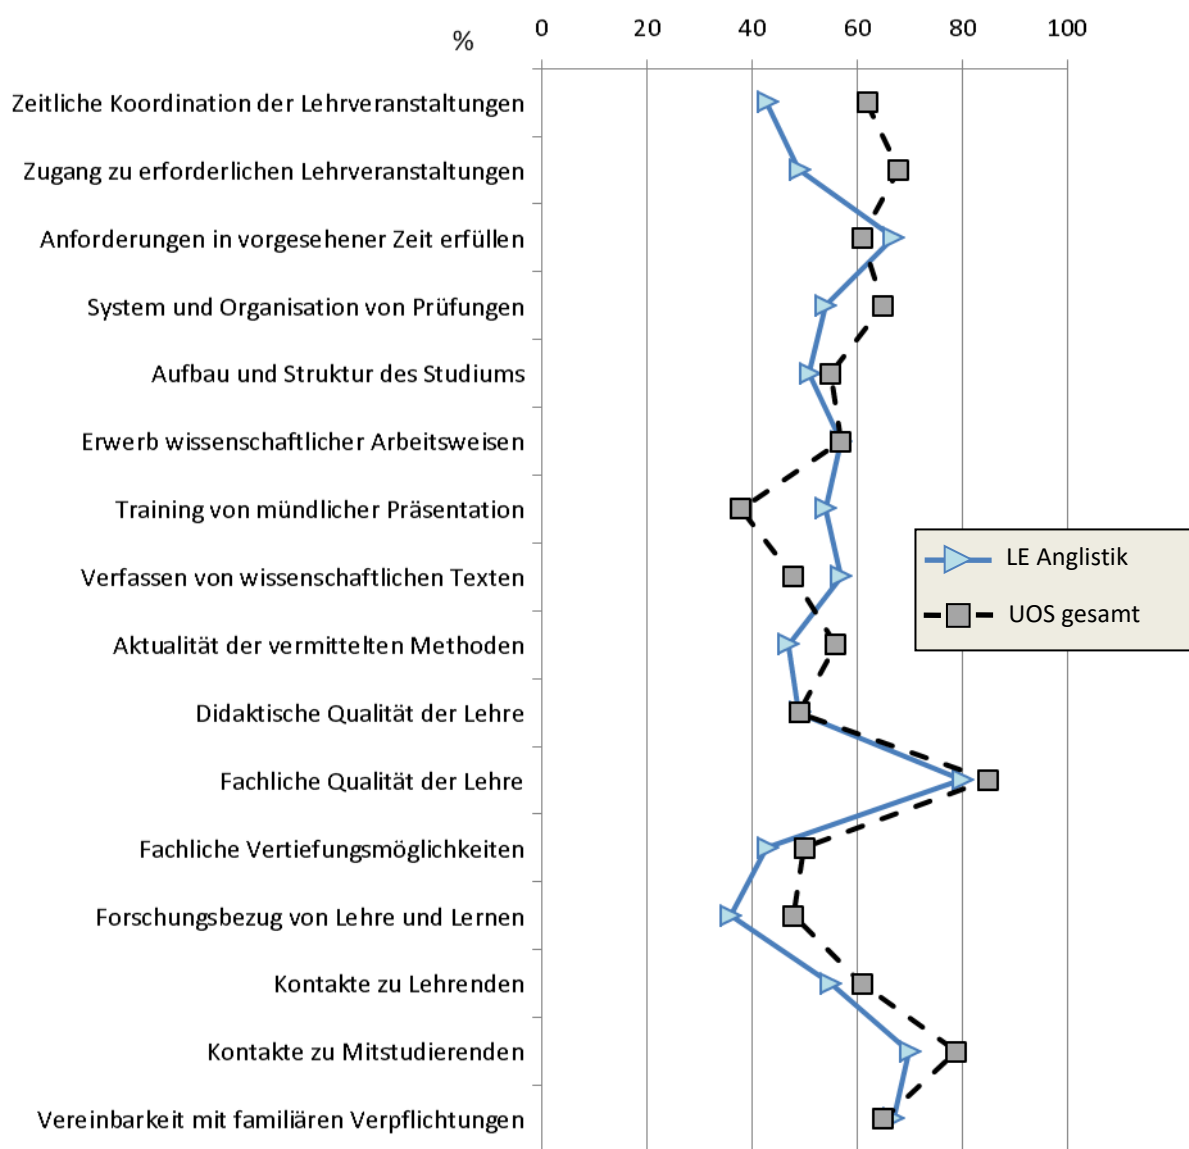 % 0 20 40 60 80 100
Zeitliche Koordination der Lehrveranstaltungen
Zugang zu erforderlichen Lehrveranstaltungen
Anforderungen in vorgesehener Zeit erfüllen
System und Organisation von Prüfungen
Aufbau und Struktur des Studiums
Erwerb wissenschaftlicher Arbeitsweisen
Training von mündlicher Präsentation
Verfassen von wissenschaftlichen Texten
Aktualität der vermittelten Methoden
Didaktische Qualität der Lehre
Fachliche Qualität der Lehre
Fachliche Vertiefungsmöglichkeiten
Forschungsbezug von Lehre und Lernen
Kontakte zu Lehrenden
Kontakte zu Mitstudierenden
Vereinbarkeit mit familiären Verpflichtungen
LE Anglistik
UOS gesamt